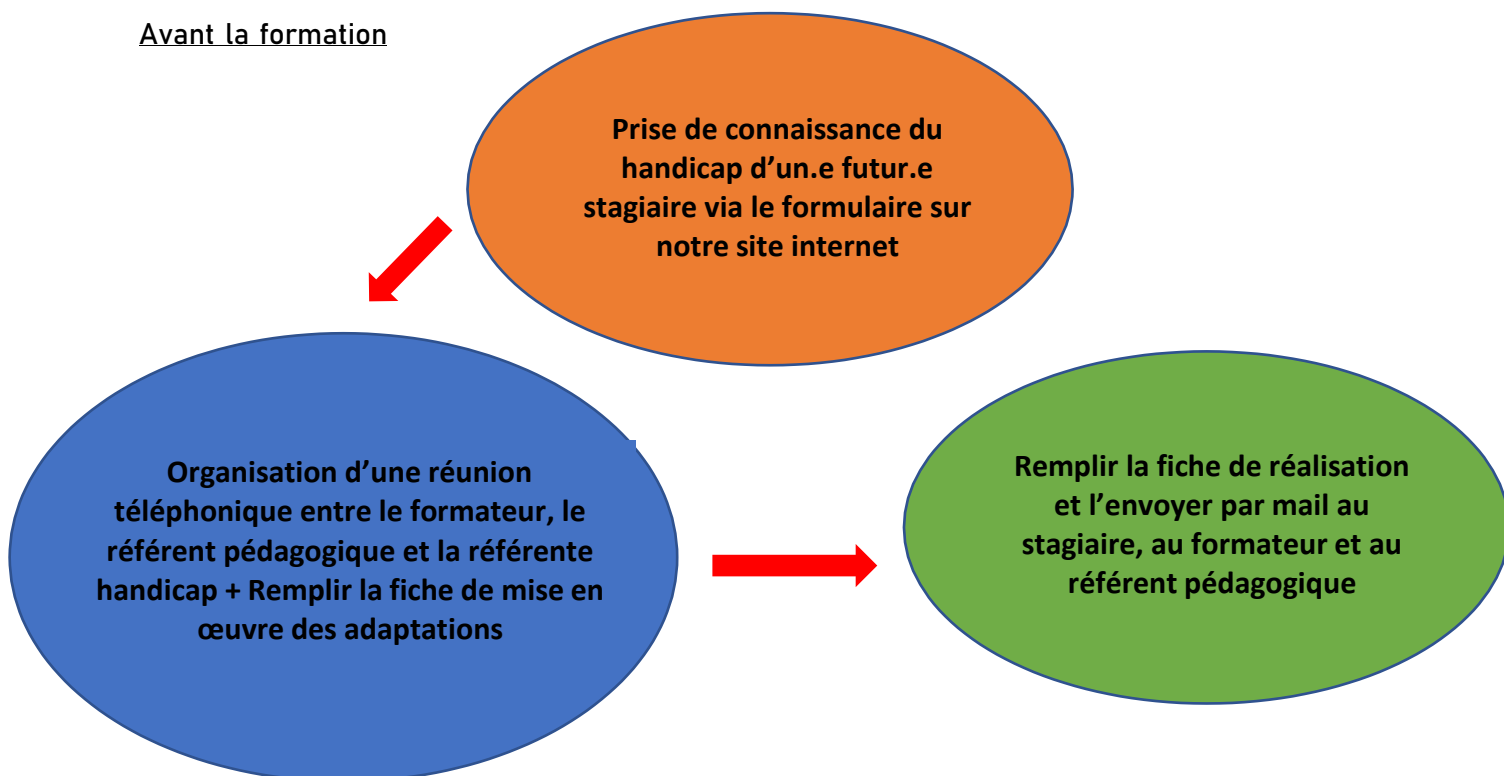 Avant la formation
Prise de connaissance du
handicap d’un.e futur.e
stagiaire via le formulaire sur
notre site internet
Organisation d’une réunion
téléphonique entre le formateur, le
référent pédagogique et la référente
handicap + Remplir la fiche de mise en
œuvre des adaptations
Remplir la fiche de réalisation
et l’envoyer par mail au
stagiaire, au formateur et au
référent pédagogique